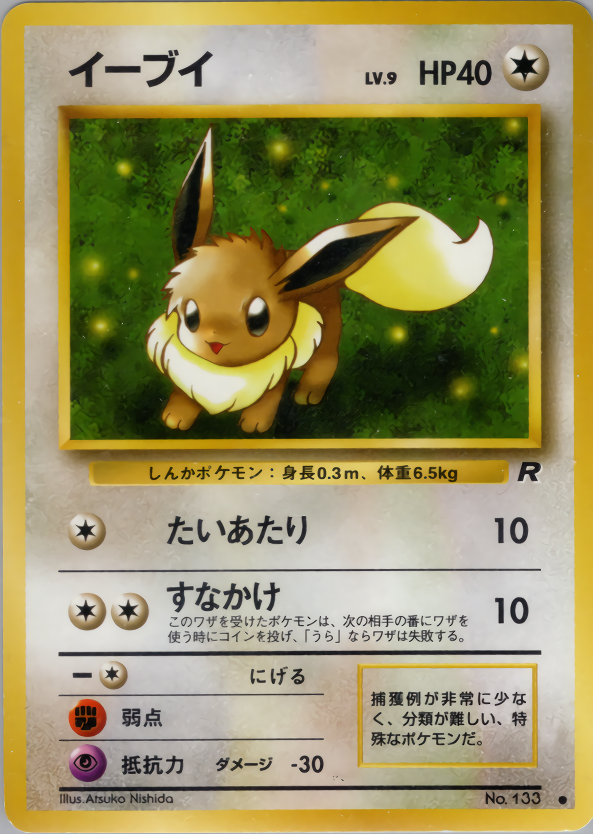 イーブイ LV.9 HP40
しんかポケモン：身長0.3m、体重6.5kg R
たいあたり 10
すなかけ 10
このワザを受けたポケモンは、次の相手の番にワザを
使う時にコインを投げ、「うら」ならワザは失敗する。
ー にげる
弱点
抵抗力 ダメージ -30
捕獲例が非常に少な
く、分類が難しい、特
殊なポケモンだ。
Illus.Atsuko Nishida No.133